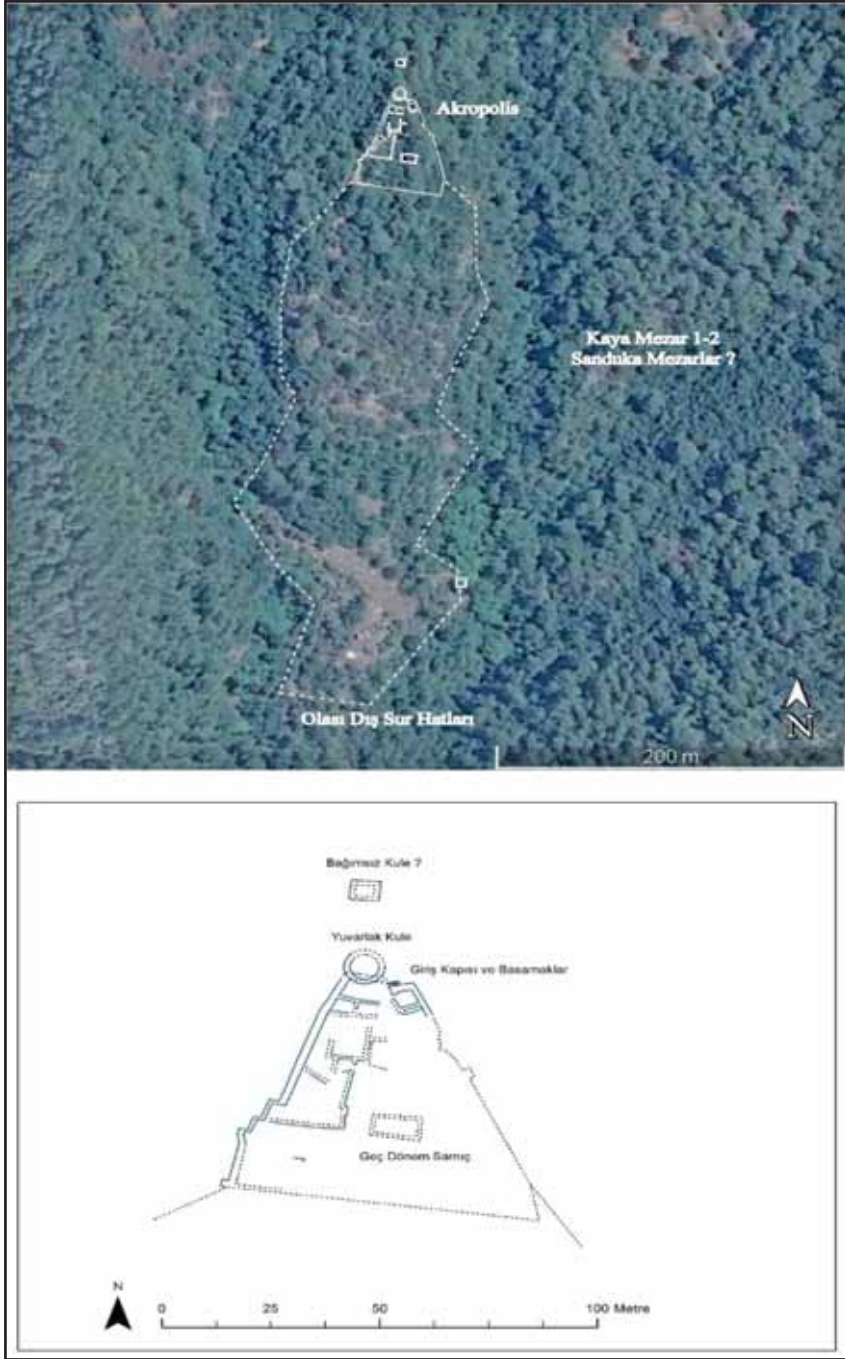 Akropolis
Kaya Mezar 1-2
Sanduka Mezarlar ?
Olası Dış Sur Hatları
N
200 m
Bağımsız Kule ?
Yuvarlak Kule
Giriş Kapısı ve Basamaklar
Geç Dönem Sarnıç
N
0 25 50 100 Metre